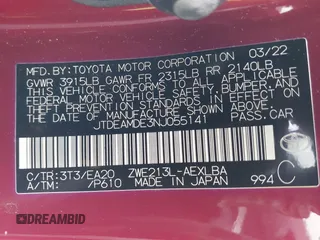 MFD. BY: TOYOTA MOTOR CORPORATION 03/22
GVWR 3915LB GAWR FR 2315LB RR 2140LB
THIS VEHICLE CONFORMS TO ALL APPLICABLE
FEDERAL MOTOR VEHICLE SAFETY, BUMPER, AND
THEFT PREVENTION STANDARDS IN EFFECT ON
THE DATE OF MANUFACTURE SHOWN ABOVE.
JTDEAMDE3NJ055141 PASS. CAR
C/TR:3T3/EA20 ZWE213L-AEXLBA
A/TM: /P610 MADE IN JAPAN 994 C